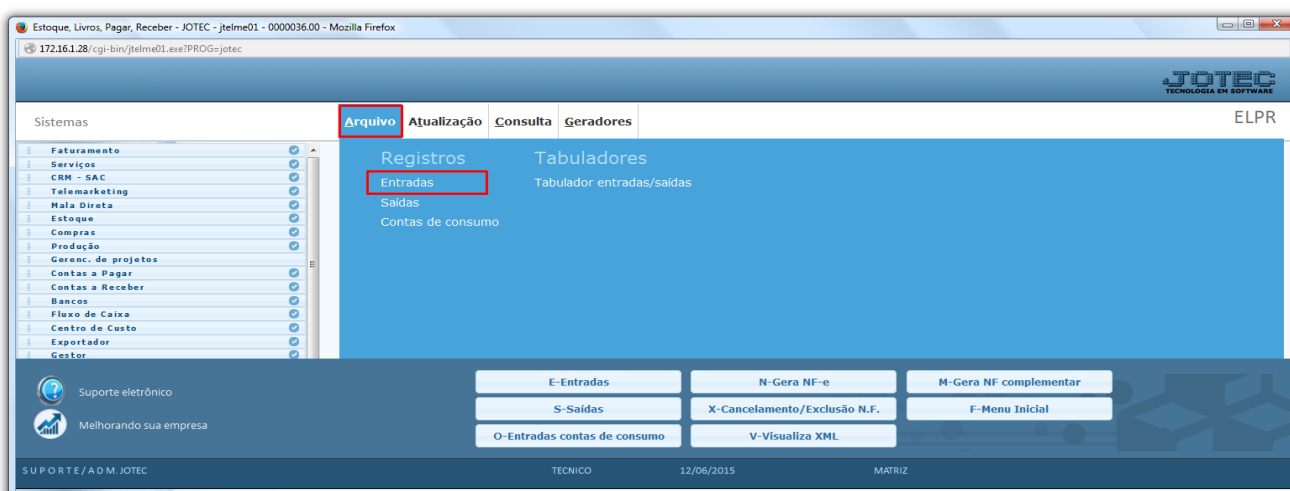 Estoque, Livros, Pagar, Receber - JOTEC - jtelme01 - 0000036.00 - Mozilla Firefox
172.16.1.28/cgi-bin/jtelme01.exe?PROG=jotec
JOTEC
TECNOLOGIA EM SOFTWARE
Sistemas
Arquivo Atualização Consulta Geradores
ELPR
Faturamento
Serviços
CRM - SAC
Telemarketing
Mala Direta
Estoque
Compras
Produção
Gerenc. de projetos
Contas a Pagar
Contas a Receber
Bancos
Fluxo de Caixa
Centro de Custo
Exportador
Gestor
Registros
Entradas
Saídas
Contas de consumo
Tabuladores
Tabulador entradas/saídas
Suporte eletrônico
Melhorando sua empresa
E-Entradas N-Gera NF-e M-Gera NF complementar
S-Saídas X-Cancelamento/Exclusão N.F. F-Menu Inicial
O-Entradas contas de consumo V-Visualiza XML
SUPORTE/ADM. JOTEC TECNICO 12/06/2015 MATRIZ